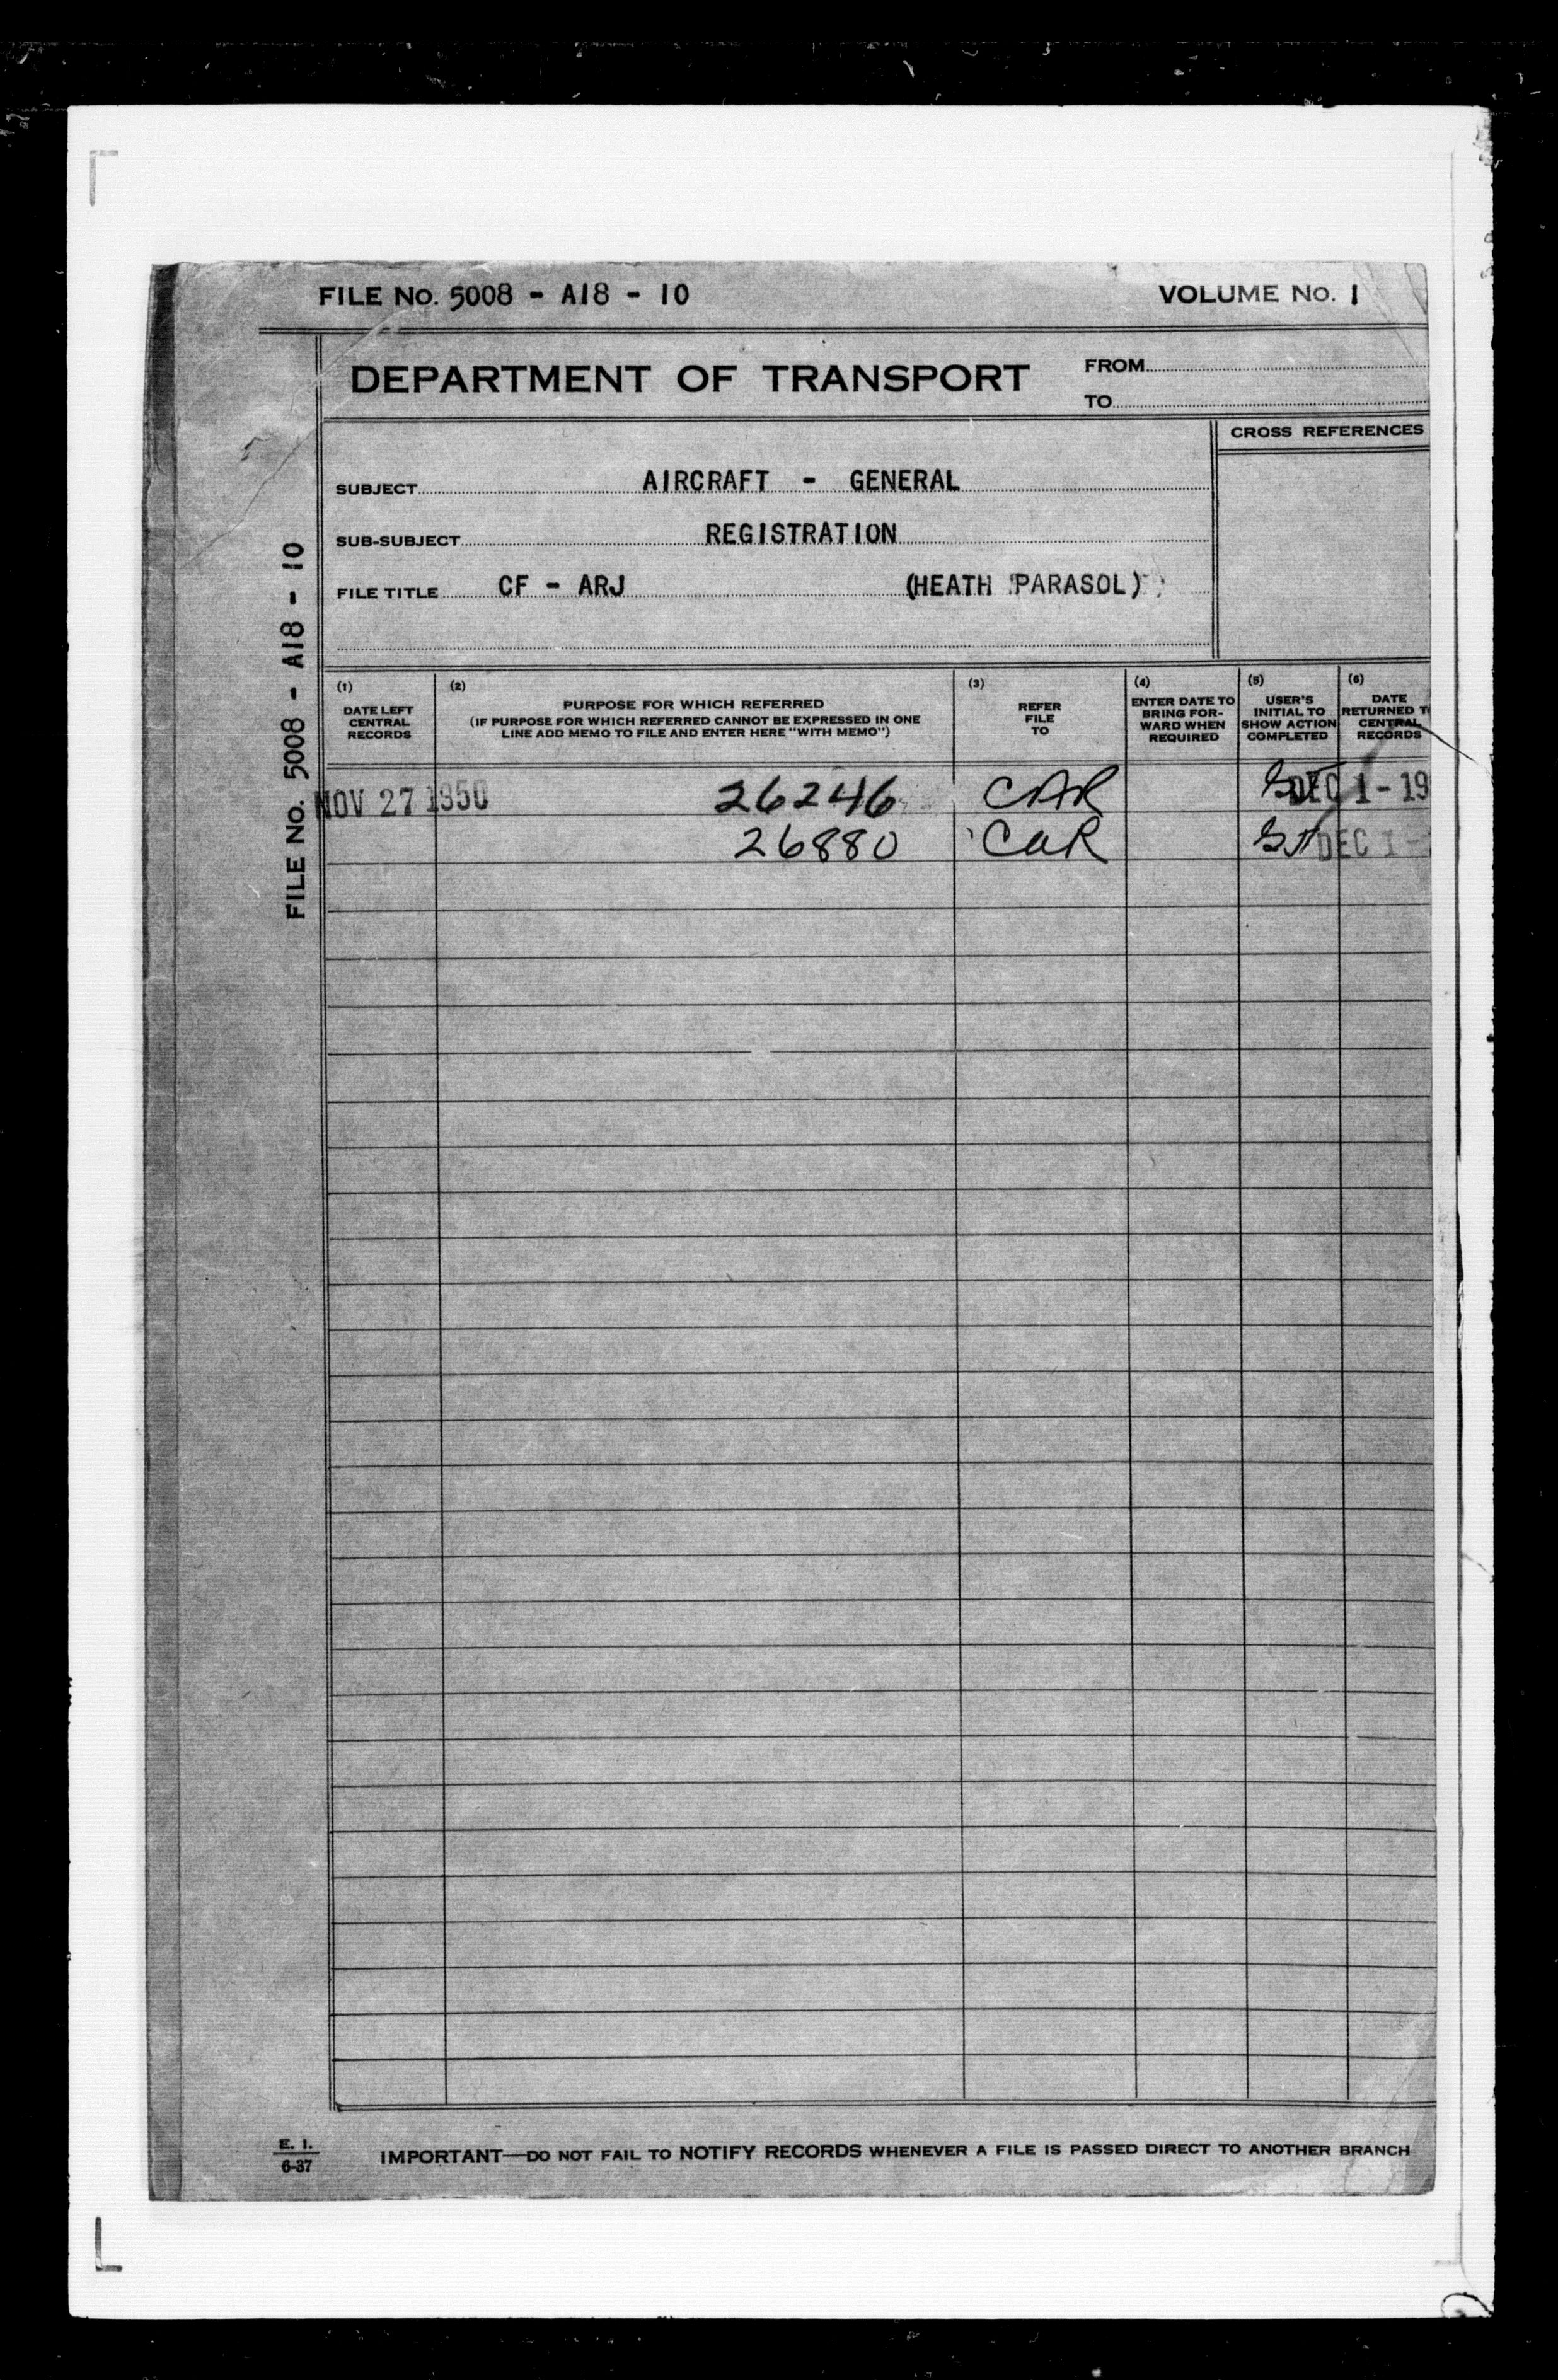 FILE No. 5008 - A18 - 10 VOLUME No. 1
DEPARTMENT OF TRANSPORT
FROM
TO
CROSS REFERENCES
SUBJECT AIRCRAFT - GENERAL
SUB-SUBJECT REGISTRATION
FILE TITLE CF - ARJ (HEATH PARASOL)
FILE No. 5008 - A18 - 10
(1) DATE LEFT CENTRAL RECORDS
(2) PURPOSE FOR WHICH REFERRED
(IF PURPOSE FOR WHICH REFERRED CANNOT BE EXPRESSED IN ONE
LINE ADD MEMO TO FILE AND ENTER HERE "WITH MEMO")
(3) REFER FILE TO
(4) ENTER DATE TO BRING FOR-WARD WHEN REQUIRED
(5) USER'S INITIAL TO SHOW ACTION COMPLETED
(6) DATE RETURNED T CENTRAL RECORDS
NOV 27 1950 26246 CAR DEC 1 - 19
26880 CAR DEC 1 -
E. I.
6-37
IMPORTANT—DO NOT FAIL TO NOTIFY RECORDS WHENEVER A FILE IS PASSED DIRECT TO ANOTHER BRANCH